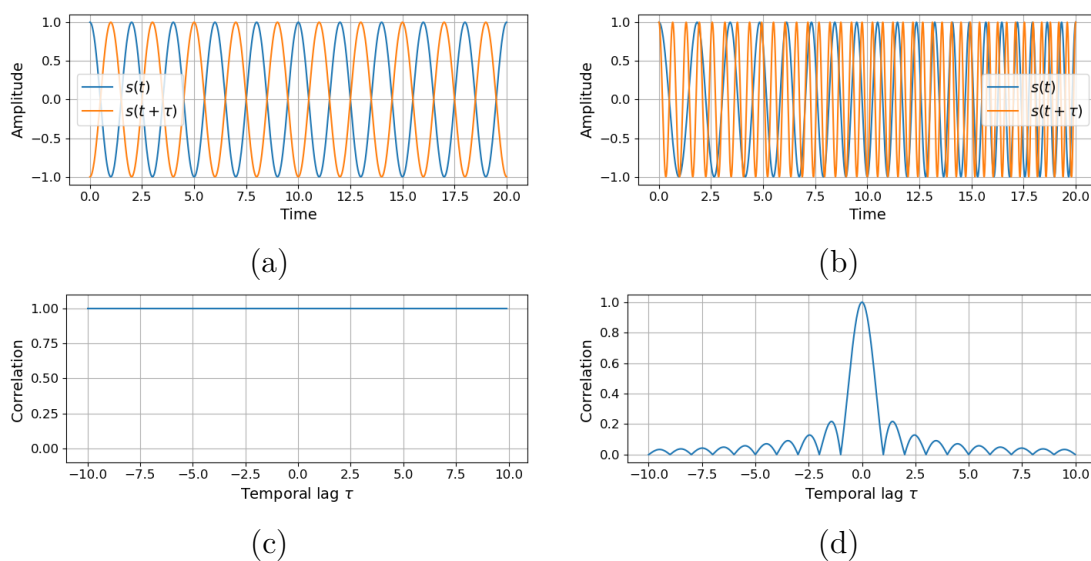 1.0
0.5
0.0
−0.5
−1.0
Amplitude
s(t)
s(t + τ)
0.0 2.5 5.0 7.5 10.0 12.5 15.0 17.5 20.0
Time
(a)
1.0
0.5
0.0
−0.5
−1.0
Amplitude
s(t)
s(t + τ)
0.0 2.5 5.0 7.5 10.0 12.5 15.0 17.5 20.0
Time
(b)
1.00
0.75
0.50
0.25
0.00
Correlation
−10.0 −7.5 −5.0 −2.5 0.0 2.5 5.0 7.5 10.0
Temporal lag τ
(c)
1.0
0.8
0.6
0.4
0.2
0.0
Correlation
−10.0 −7.5 −5.0 −2.5 0.0 2.5 5.0 7.5 10.0
Temporal lag τ
(d)